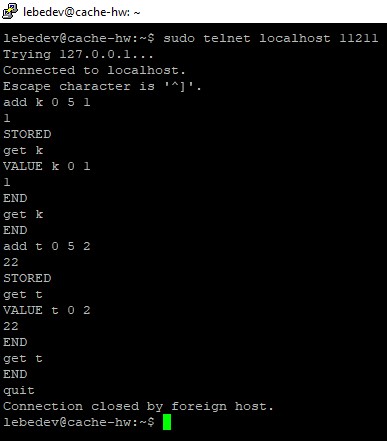 lebedev@cache-hw: ~
lebedev@cache-hw:~$ sudo telnet localhost 11211
Trying 127.0.0.1...
Connected to localhost.
Escape character is '^]'.
add k 0 5 1
1
STORED
get k
VALUE k 0 1
1
END
get k
END
add t 0 5 2
22
STORED
get t
VALUE t 0 2
22
END
get t
END
quit
Connection closed by foreign host.
lebedev@cache-hw:~$